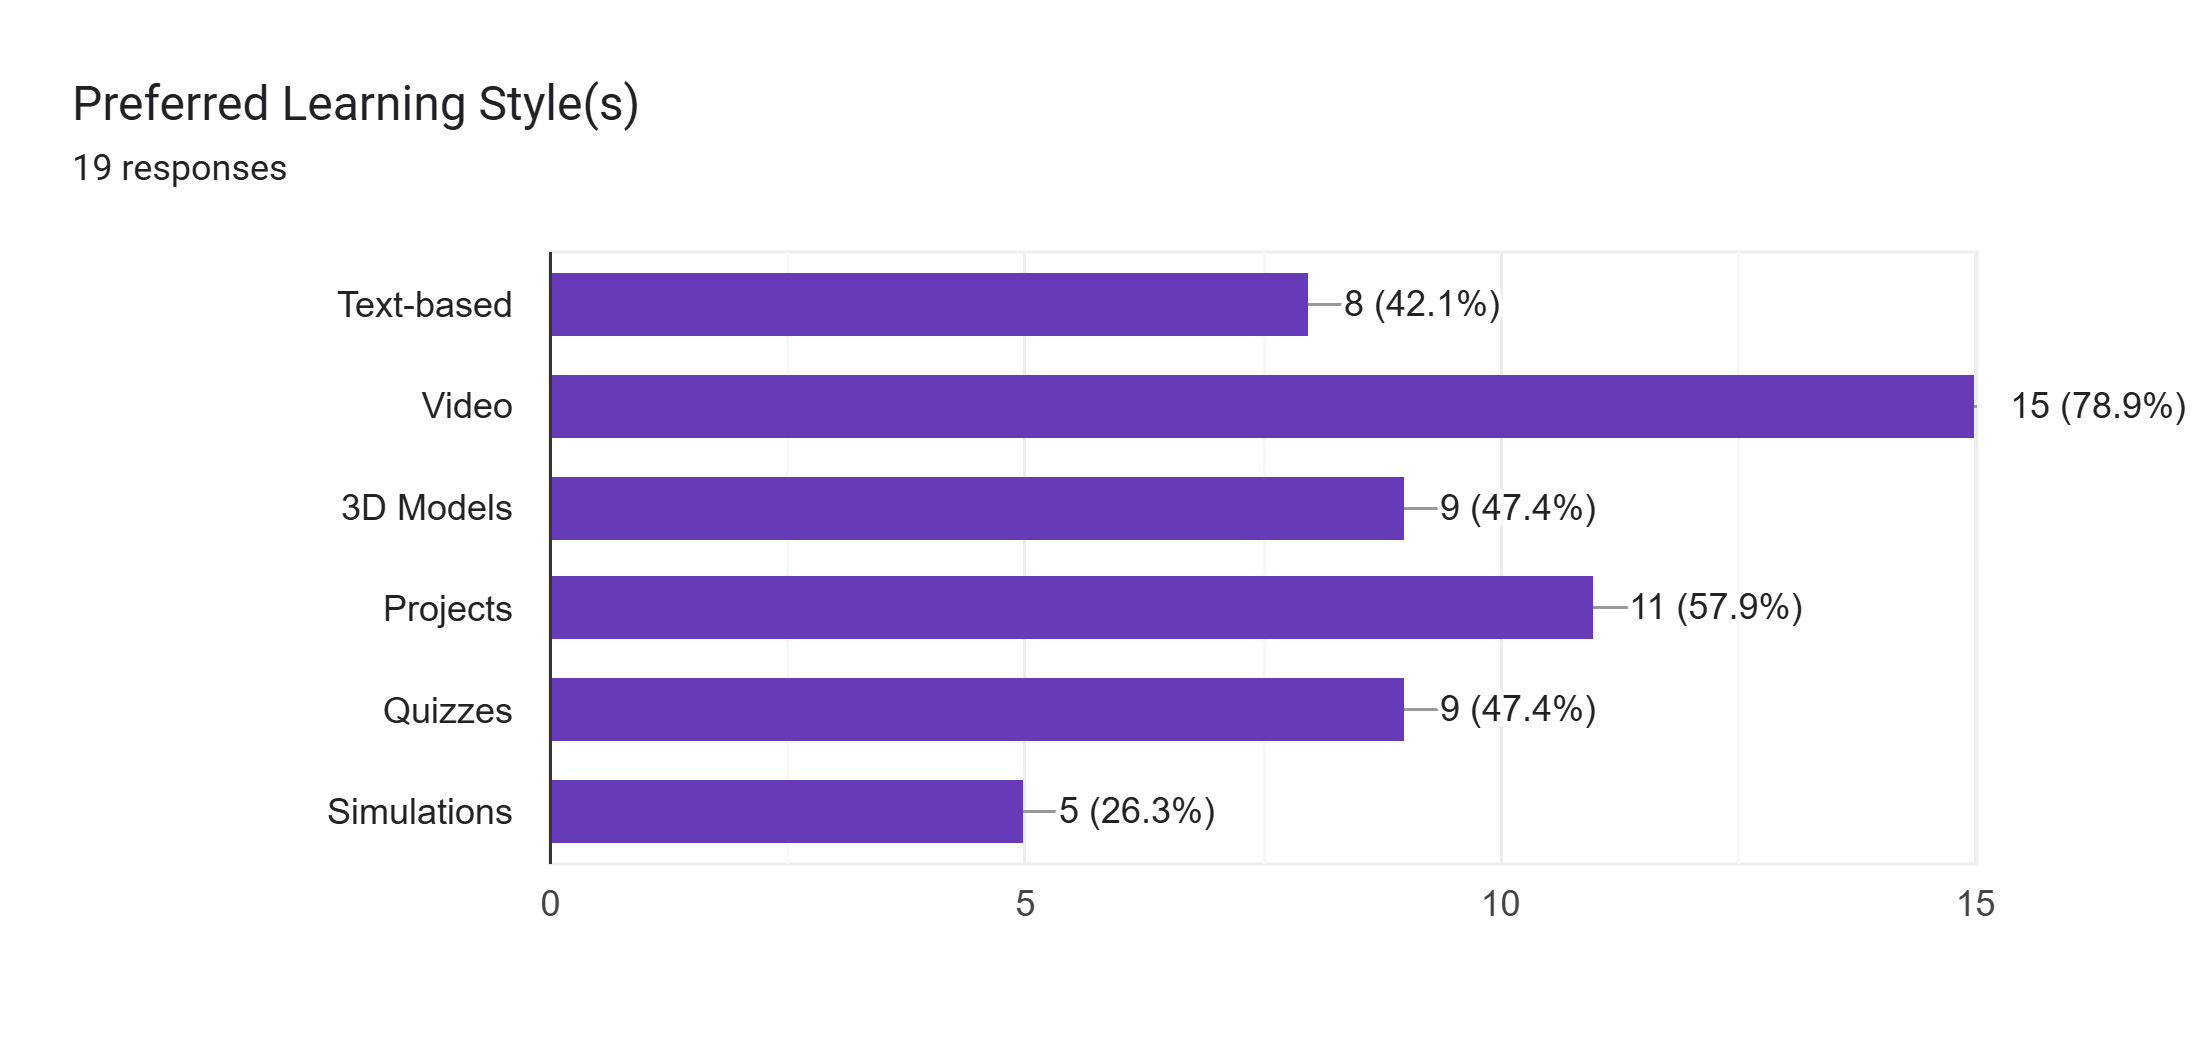 Preferred Learning Style(s)
19 responses
Text-based 8 (42.1%)
Video 15 (78.9%)
3D Models 9 (47.4%)
Projects 11 (57.9%)
Quizzes 9 (47.4%)
Simulations 5 (26.3%)
0 5 10 15